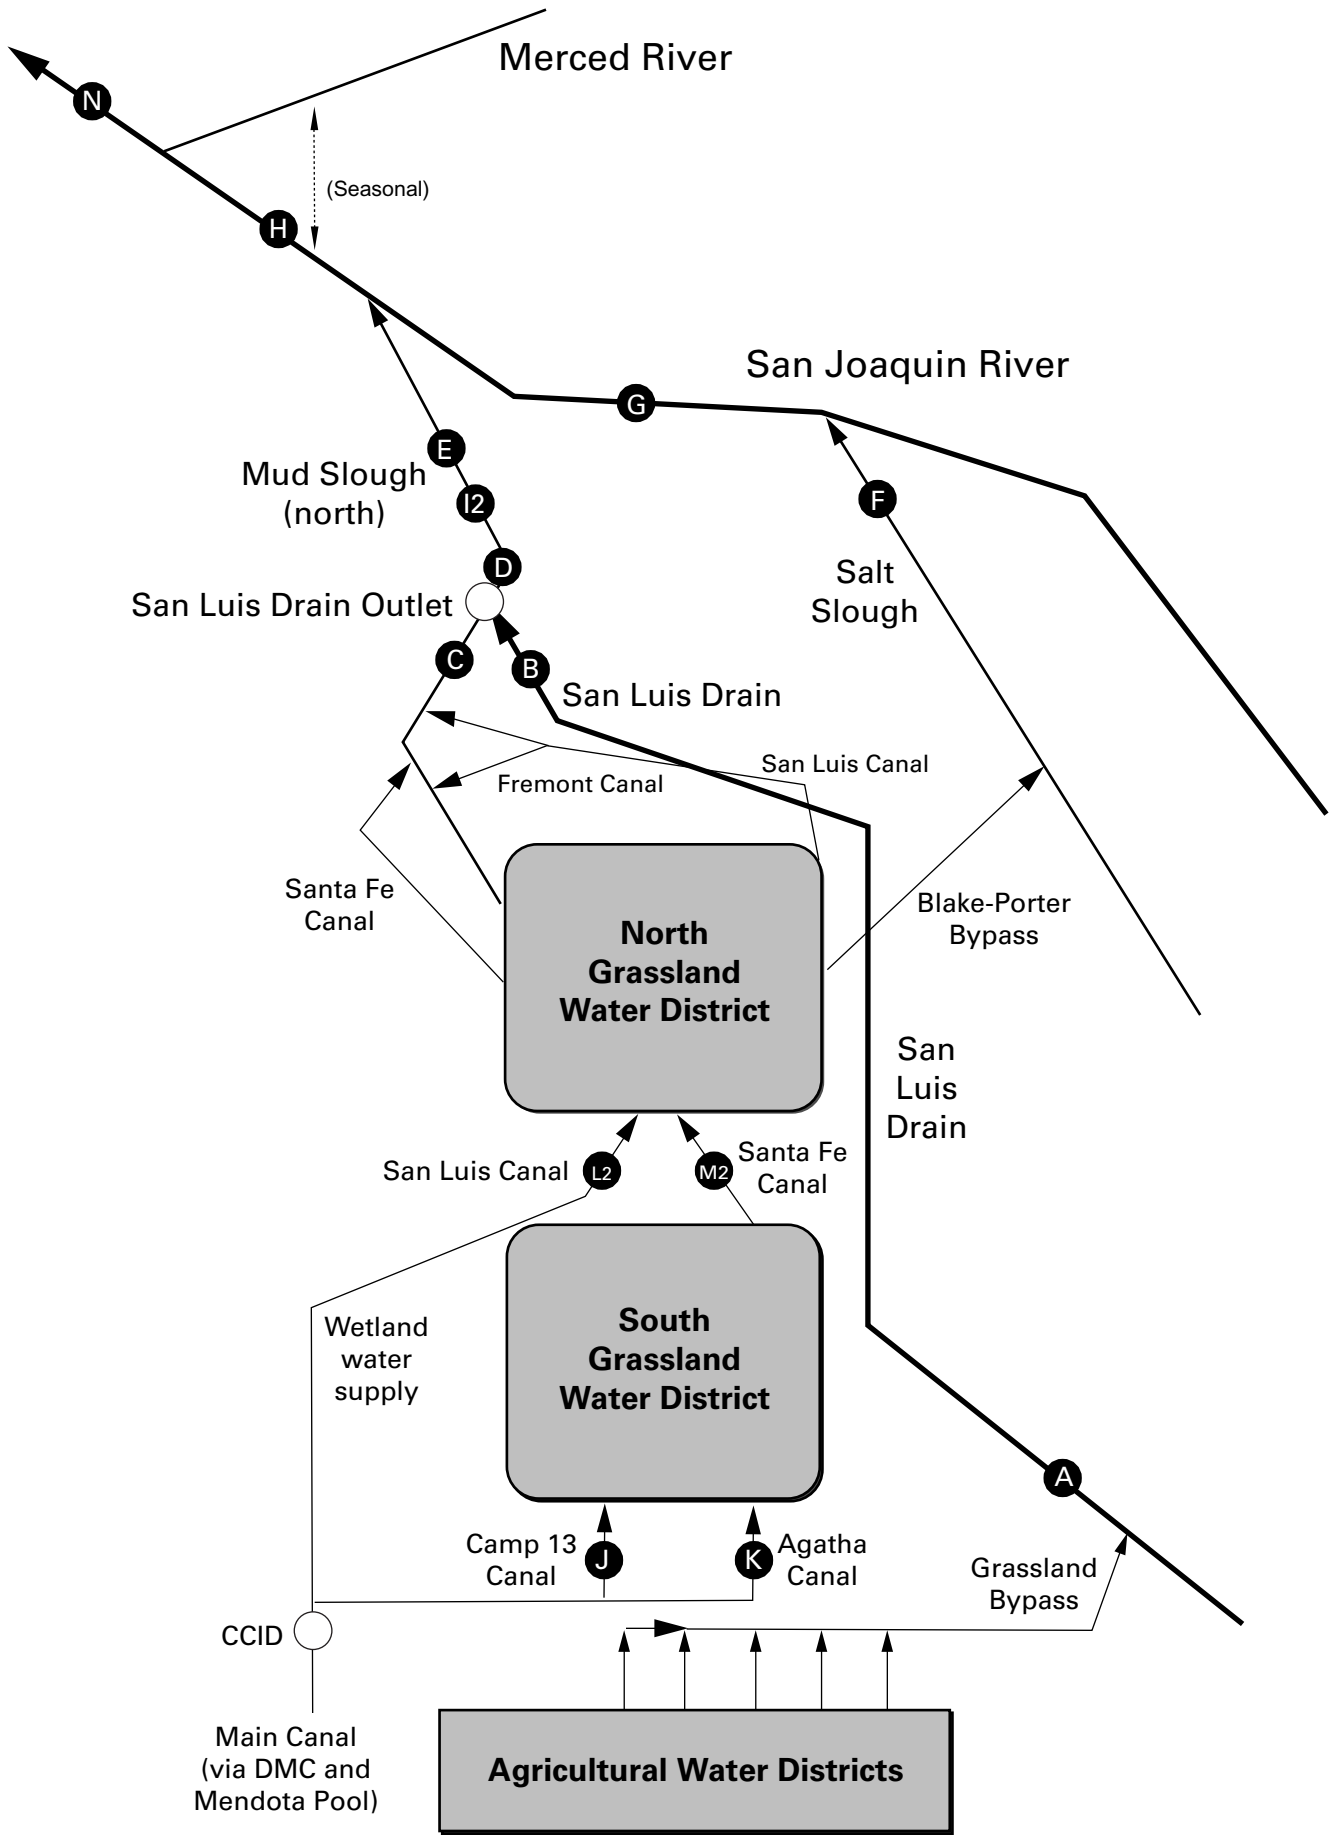 Merced River
N
(Seasonal)
H
San Joaquin River
G
E
Mud Slough
(north)
I2
F
D
Salt
Slough
San Luis Drain Outlet
C
B
San Luis Drain
San Luis Canal
Fremont Canal
Santa Fe
Canal
North
Grassland
Water District
Blake-Porter
Bypass
San
Luis
Drain
San Luis Canal
L2
M2
Santa Fe
Canal
Wetland
water
supply
South
Grassland
Water District
A
Camp 13
Canal
J
K
Agatha
Canal
Grassland
Bypass
CCID
Main Canal
(via DMC and
Mendota Pool)
Agricultural Water Districts